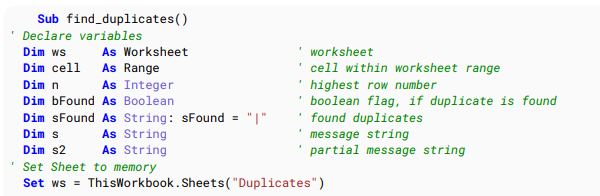 Sub find_duplicates()
' Declare variables
Dim ws As Worksheet ' worksheet
Dim cell As Range ' cell within worksheet range
Dim n As Integer ' highest row number
Dim bFound As Boolean ' boolean flag, if duplicate is found
Dim sFound As String: sFound = "|" ' found duplicates
Dim s As String ' message string
Dim s2 As String ' partial message string
' Set Sheet to memory
Set ws = ThisWorkbook.Sheets("Duplicates")